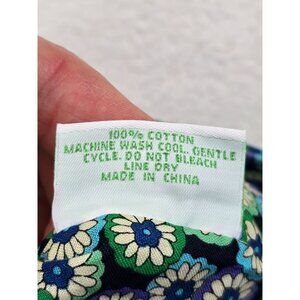 100% COTTON
MACHINE WASH COOL. GENTLE
CYCLE. DO NOT BLEACH
LINE DRY
MADE IN CHINA